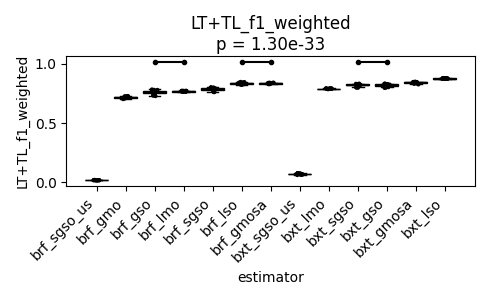 LT+TL_f1_weighted
p = 1.30e-33
LT+TL_f1_weighted
1.0
0.5
0.0
brf_sgso_us
brf_gmo
brf_gso
brf_lmo
brf_sgso
brf_lso
brf_gmosa
bxt_sgso_us
bxt_lmo
bxt_sgso
bxt_gso
bxt_gmosa
bxt_lso
estimator